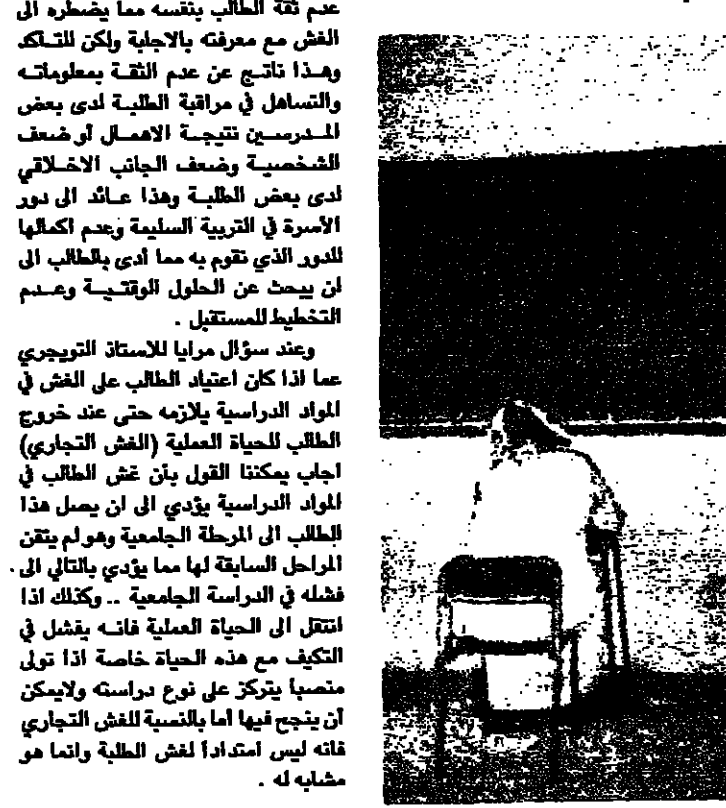 عدم ثقة الطالب بنفسه مما يضطره الى
الغش مع معرفته بالاجابة ولكن للتأكد
وهذا ناتج عن عدم الثقة بمعلوماته
والتساهل في مراقبة الطلبة لدى بعض
المدرسين نتيجة الاهمال أو ضعف
الشخصية وضعف الجانب الاخلاقي
لدى بعض الطلبة وهذا عائد الى دور
الأسرة في التربية السليمة وعدم اكمالها
للدور الذي تقوم به مما أدى بالطالب الى
ان يبحث عن الحلول الوقتية وعدم
التخطيط للمستقبل .
وعند سؤال مرايا للاستاذ التويجري
عما اذا كان اعتياد الطالب على الغش في
المواد الدراسية يلازمه حتى عند خروج
الطالب للحياة العملية (الغش التجاري)
اجاب يمكننا القول بأن غش الطالب في
المواد الدراسية يؤدي الى ان يصل هذا
الطالب الى المرحلة الجامعية وهو لم يتقن
المراحل السابقة لها مما يؤدي بالتالي الى
فشله في الدراسة الجامعية .. وكذلك اذا
انتقل الى الحياة العملية فانه يفشل في
التكيف مع هذه الحياة خاصة اذا تولى
منصبا يتركز على نوع دراسته ولايمكن
أن ينجح فيها أما بالنسبة للغش التجاري
فانه ليس امتداداً لغش الطلبة وانما هو
مشابه له .